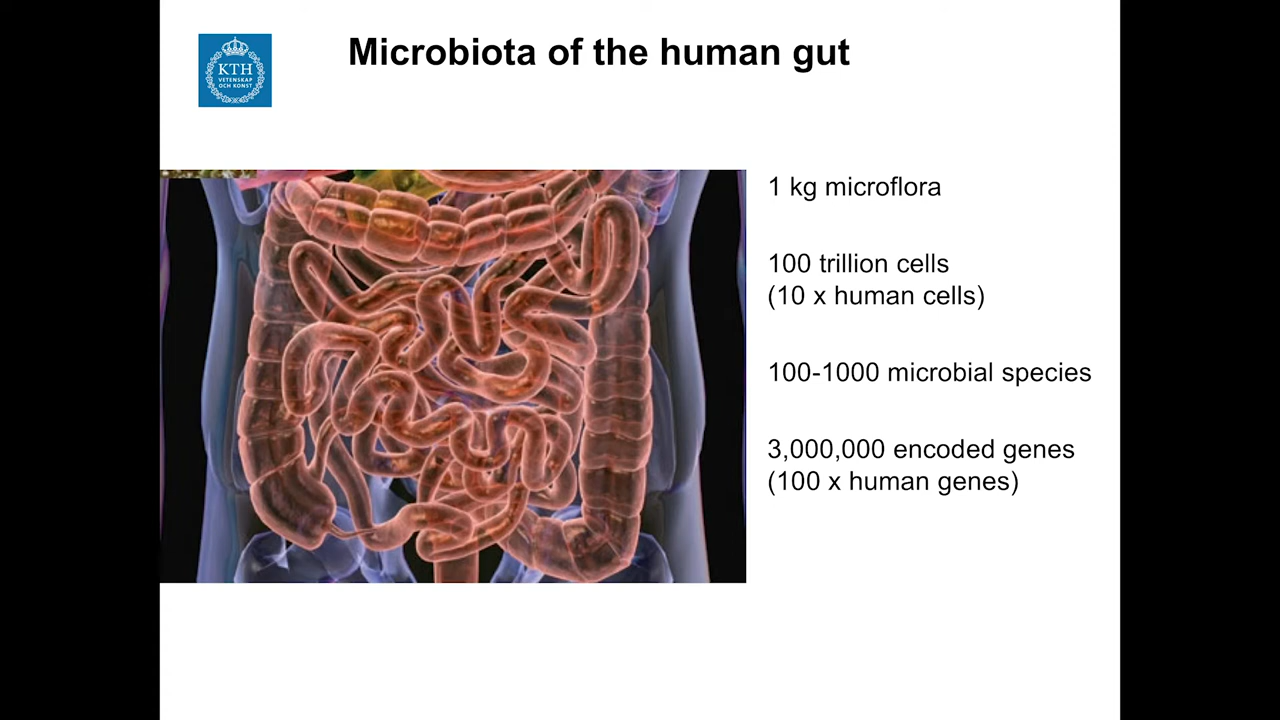 KTH
VETENSKAP
OCH KONST
Microbiota of the human gut
1 kg microflora
100 trillion cells
(10 x human cells)
100-1000 microbial species
3,000,000 encoded genes
(100 x human genes)